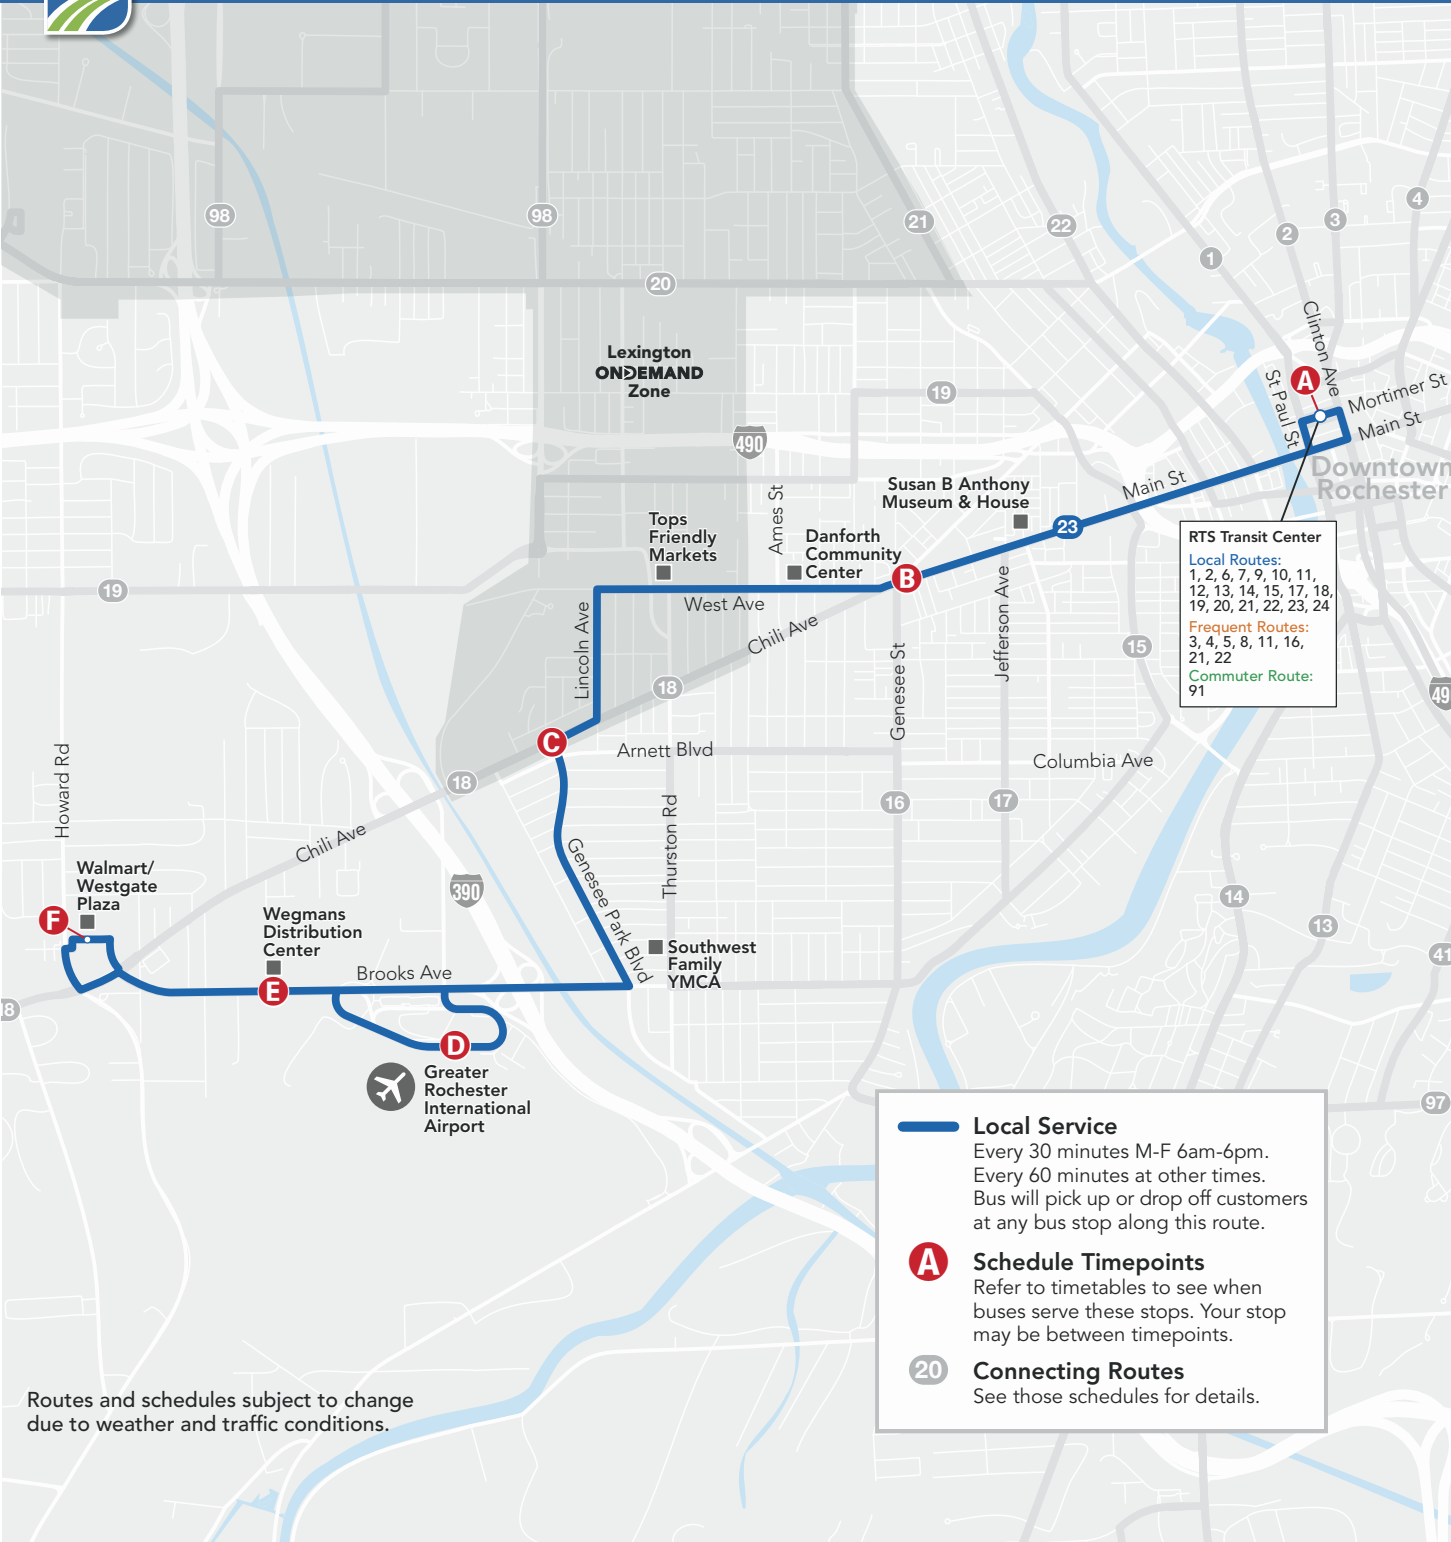 98
98
21
22
1
2
3
4
20
Clinton Ave
Lexington
ONDEMAND
Zone
A
St Paul St
Mortimer St
Main St
19
490
Downtown
Rochester
Main St
Susan B Anthony
Museum & House
23
Ames St
Tops
Friendly
Markets
Danforth
Community
Center
B
RTS Transit Center
Local Routes:
1, 2, 6, 7, 9, 10, 11,
12, 13, 14, 15, 17, 18,
19, 20, 21, 22, 23, 24
Frequent Routes:
3, 4, 5, 8, 11, 16,
21, 22
Commuter Route:
91
19
West Ave
Lincoln Ave
Chili Ave
Jefferson Ave
Genesee St
15
18
49
C
Arnett Blvd
Columbia Ave
18
16
17
Howard Rd
Chili Ave
Thurston Rd
Genesee Park Blvd
390
14
13
41
Walmart/
Westgate
Plaza
F
Wegmans
Distribution
Center
Southwest
Family
YMCA
Brooks Ave
E
8
D
Greater
Rochester
International
Airport
97
Local Service
Every 30 minutes M-F 6am-6pm.
Every 60 minutes at other times.
Bus will pick up or drop off customers
at any bus stop along this route.
A
Schedule Timepoints
Refer to timetables to see when
buses serve these stops. Your stop
may be between timepoints.
20
Connecting Routes
See those schedules for details.
Routes and schedules subject to change
due to weather and traffic conditions.